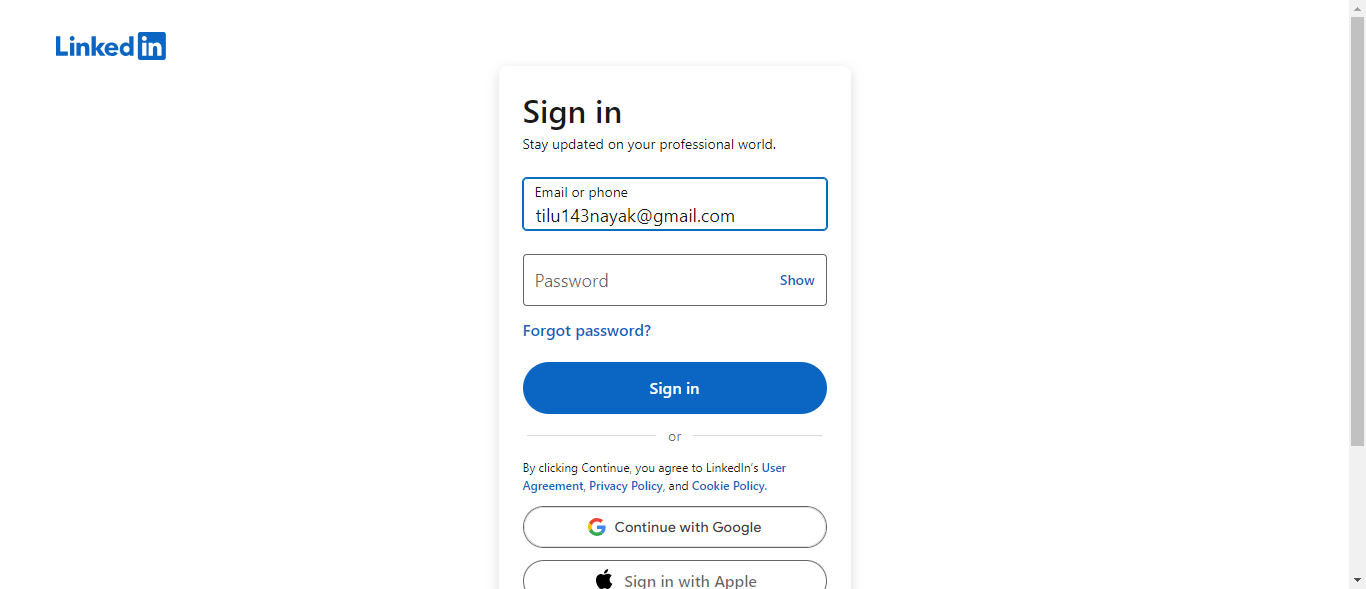 Linked in
Sign in
Stay updated on your professional world.
Email or phone
tilu143nayak@gmail.com
Password Show
Forgot password?
Sign in
or
By clicking Continue, you agree to LinkedIn’s User
Agreement, Privacy Policy, and Cookie Policy.
Continue with Google
Sign in with Apple